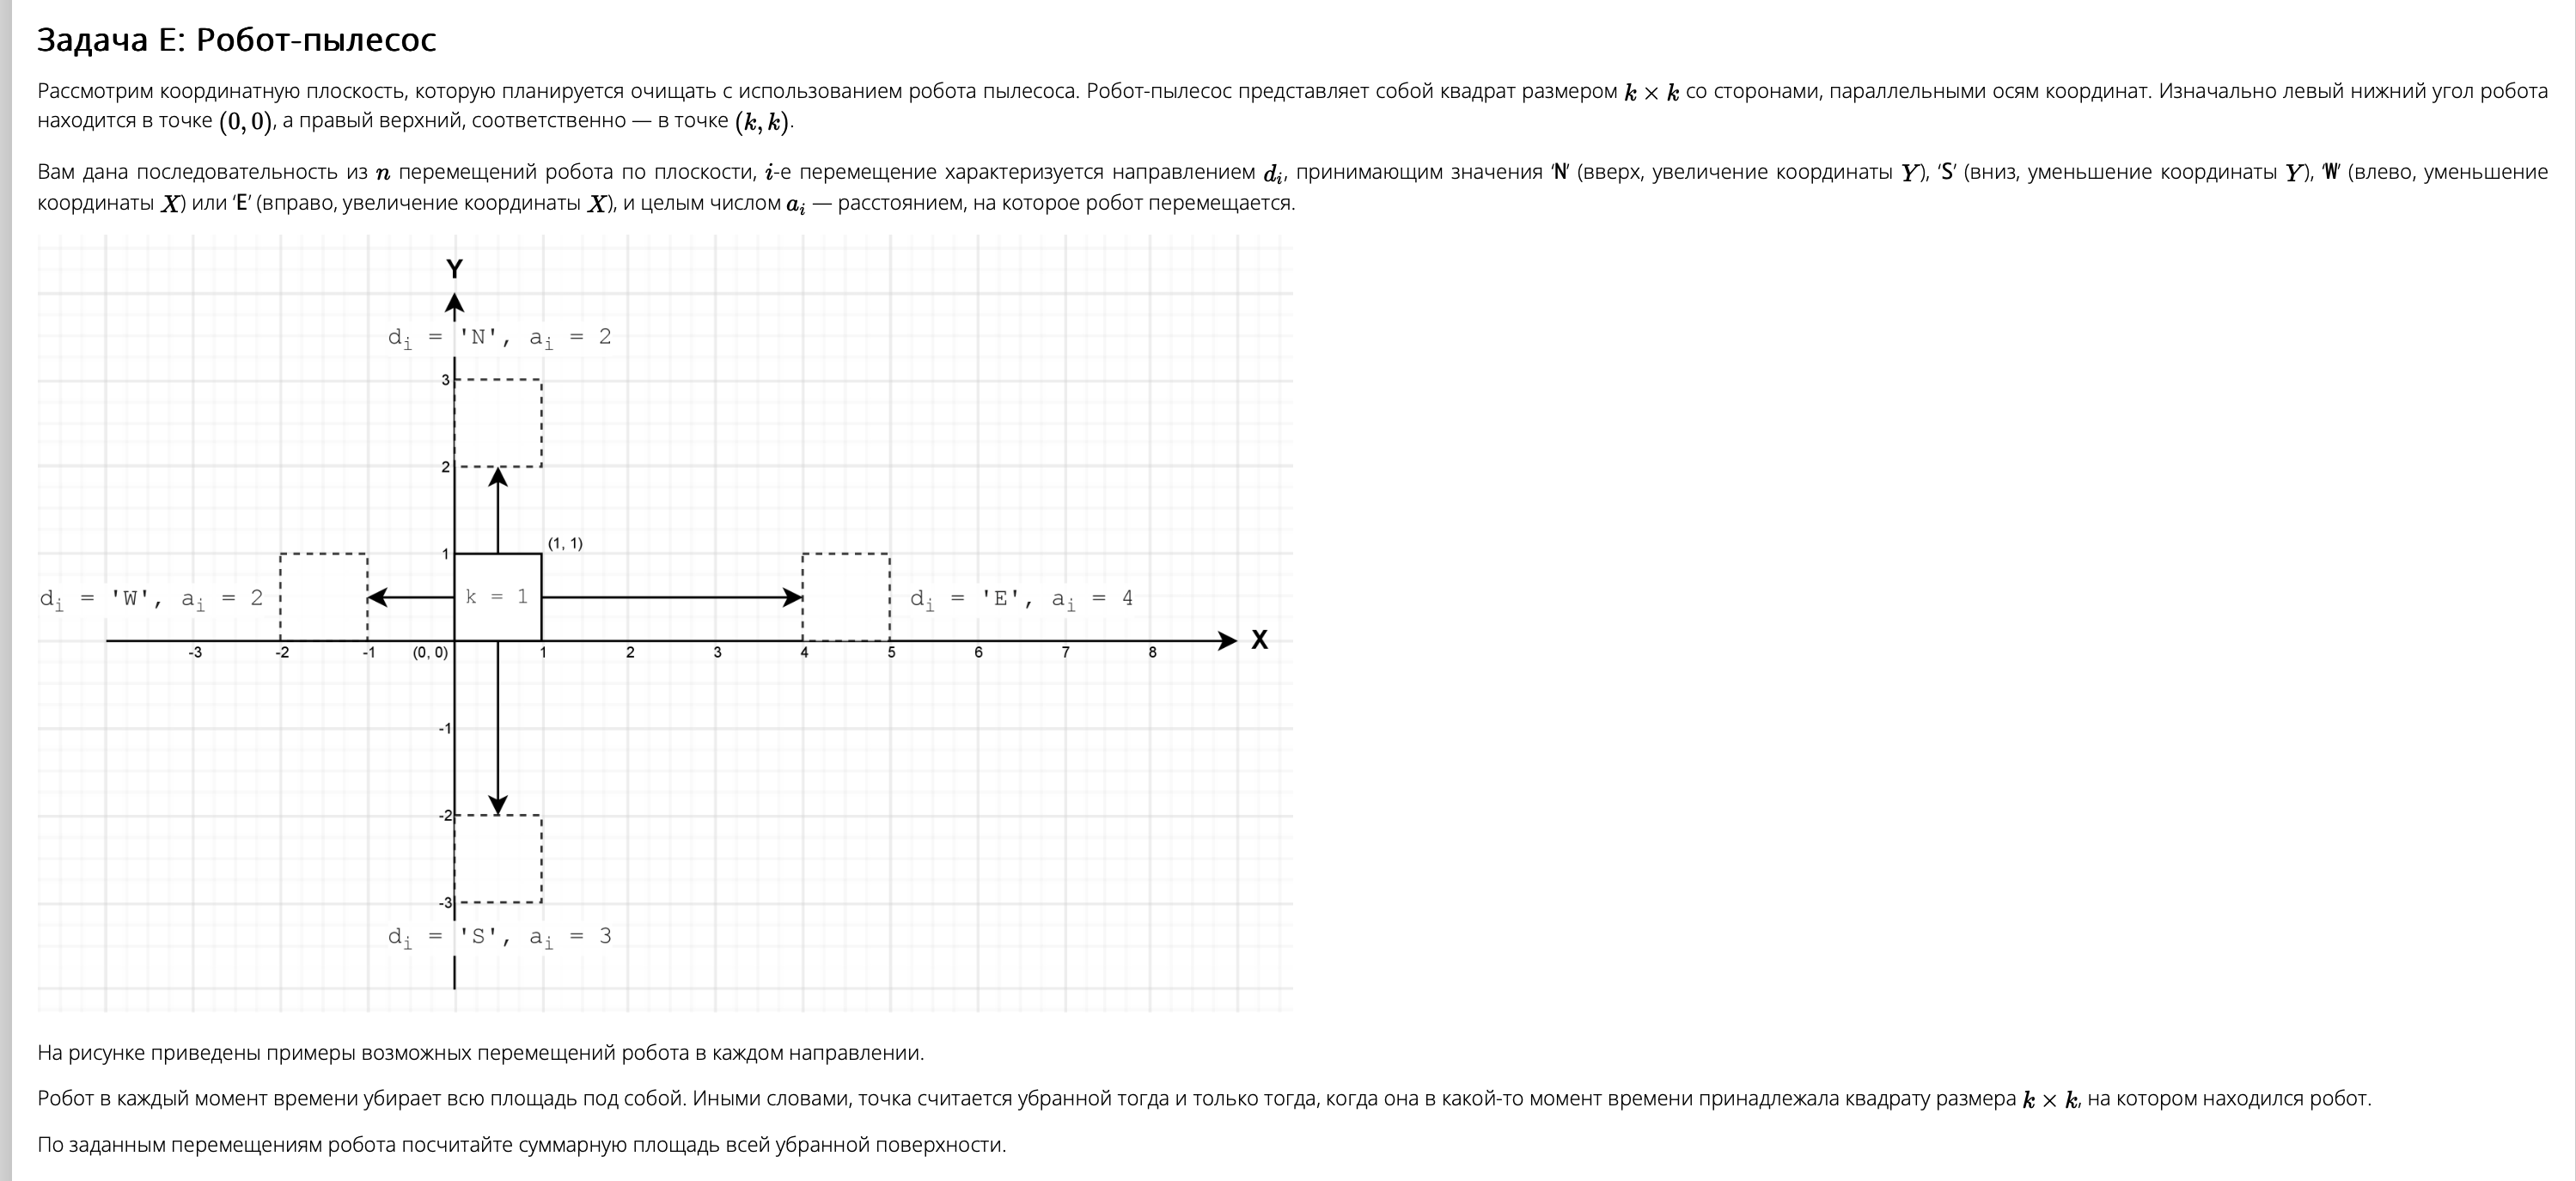 Задача E: Робот-пылесос
Рассмотрим координатную плоскость, которую планируется очищать с использованием робота пылесоса. Робот-пылесос представляет собой квадрат размером k × k со сторонами, параллельными осям координат. Изначально левый нижний угол робота
находится в точке (0, 0), а правый верхний, соответственно — в точке (k, k).
Вам дана последовательность из n перемещений робота по плоскости, i-е перемещение характеризуется направлением d_i, принимающим значения 'N' (вверх, увеличение координаты Y), 'S' (вниз, уменьшение координаты Y), 'W' (влево, уменьшение
координаты X) или 'E' (вправо, увеличение координаты X), и целым числом a_i — расстоянием, на которое робот перемещается.
Y
d_i = 'N', a_i = 2
3
2
(1, 1)
1
d_i = 'W', a_i = 2
k = 1
d_i = 'E', a_i = 4
X
-3 -2 -1 (0, 0) 1 2 3 4 5 6 7 8
-1
-2
-3
d_i = 'S', a_i = 3
На рисунке приведены примеры возможных перемещений робота в каждом направлении.
Робот в каждый момент времени убирает всю площадь под собой. Иными словами, точка считается убранной тогда и только тогда, когда она в какой-то момент времени принадлежала квадрату размера k × k, на котором находился робот.
По заданным перемещениям робота посчитайте суммарную площадь всей убранной поверхности.